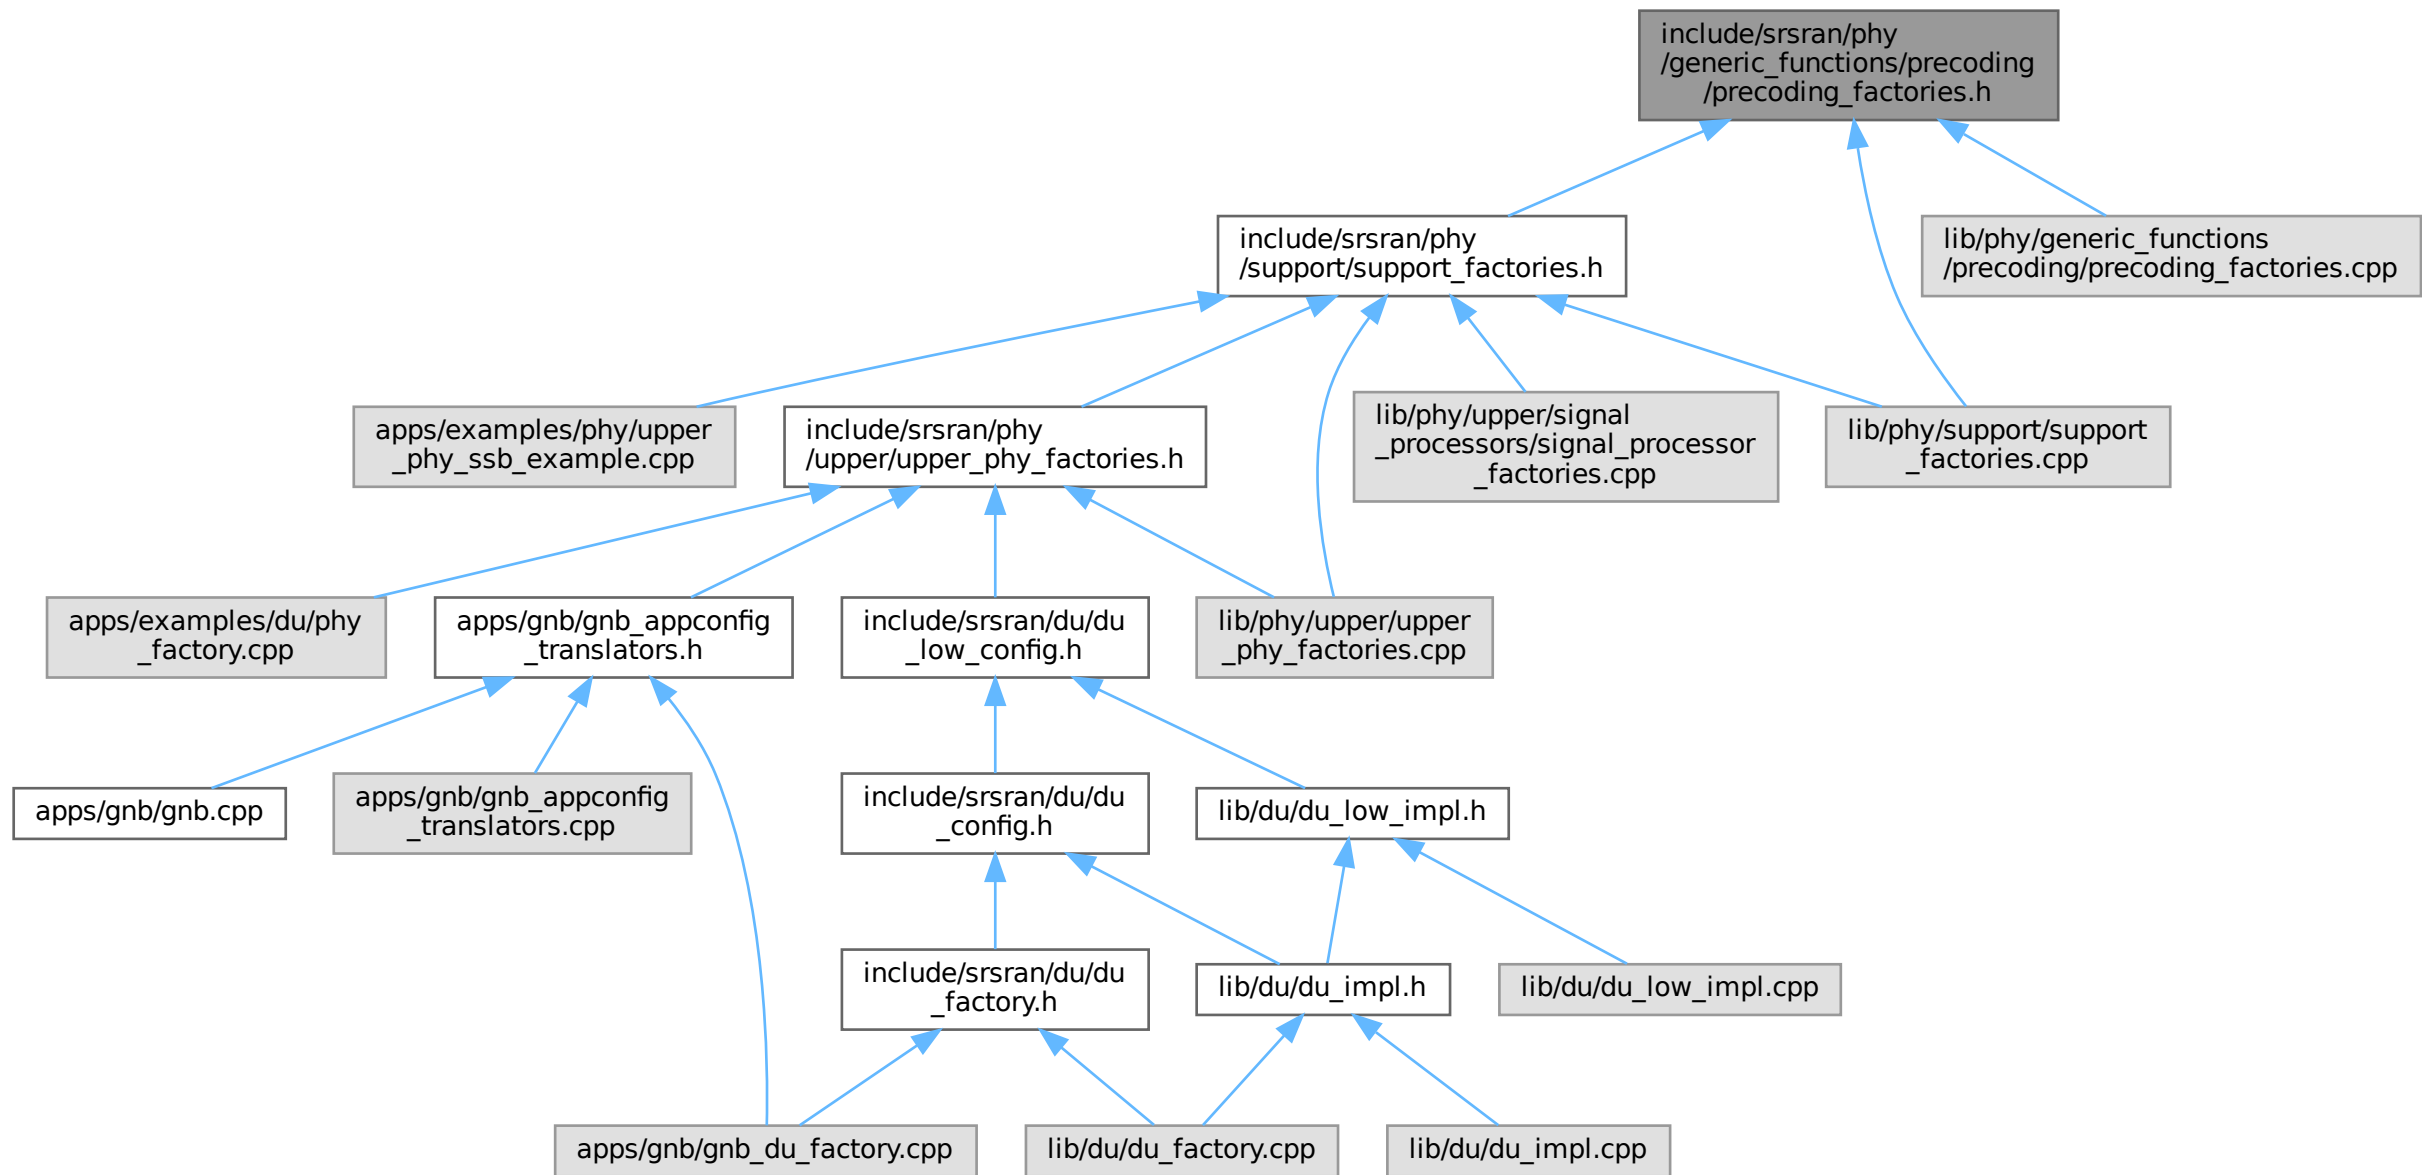 include/srsran/phy
/generic_functions/precoding
/precoding_factories.h
include/srsran/phy
/support/support_factories.h
lib/phy/generic_functions
/precoding/precoding_factories.cpp
apps/examples/phy/upper
_phy_ssb_example.cpp
include/srsran/phy
/upper/upper_phy_factories.h
lib/phy/upper/signal
_processors/signal_processor
_factories.cpp
lib/phy/support/support
_factories.cpp
apps/examples/du/phy
_factory.cpp
apps/gnb/gnb_appconfig
_translators.h
include/srsran/du/du
_low_config.h
lib/phy/upper/upper
_phy_factories.cpp
apps/gnb/gnb.cpp
apps/gnb/gnb_appconfig
_translators.cpp
include/srsran/du/du
_config.h
lib/du/du_low_impl.h
include/srsran/du/du
_factory.h
lib/du/du_impl.h
lib/du/du_low_impl.cpp
apps/gnb/gnb_du_factory.cpp
lib/du/du_factory.cpp
lib/du/du_impl.cpp